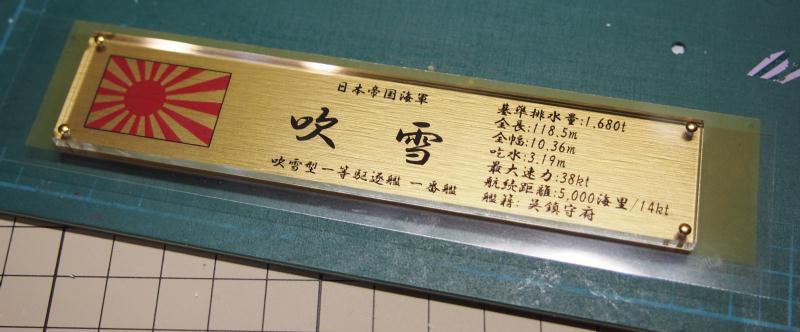 日本帝国海軍
吹雪
吹雪型一等駆逐艦 一番艦
基準排水量:1,680t
全長:118.5m
全幅:10.36m
吃水:3.19m
最大速力:38kt
航続距離:5,000海里/14kt
艦籍: 呉鎮守府